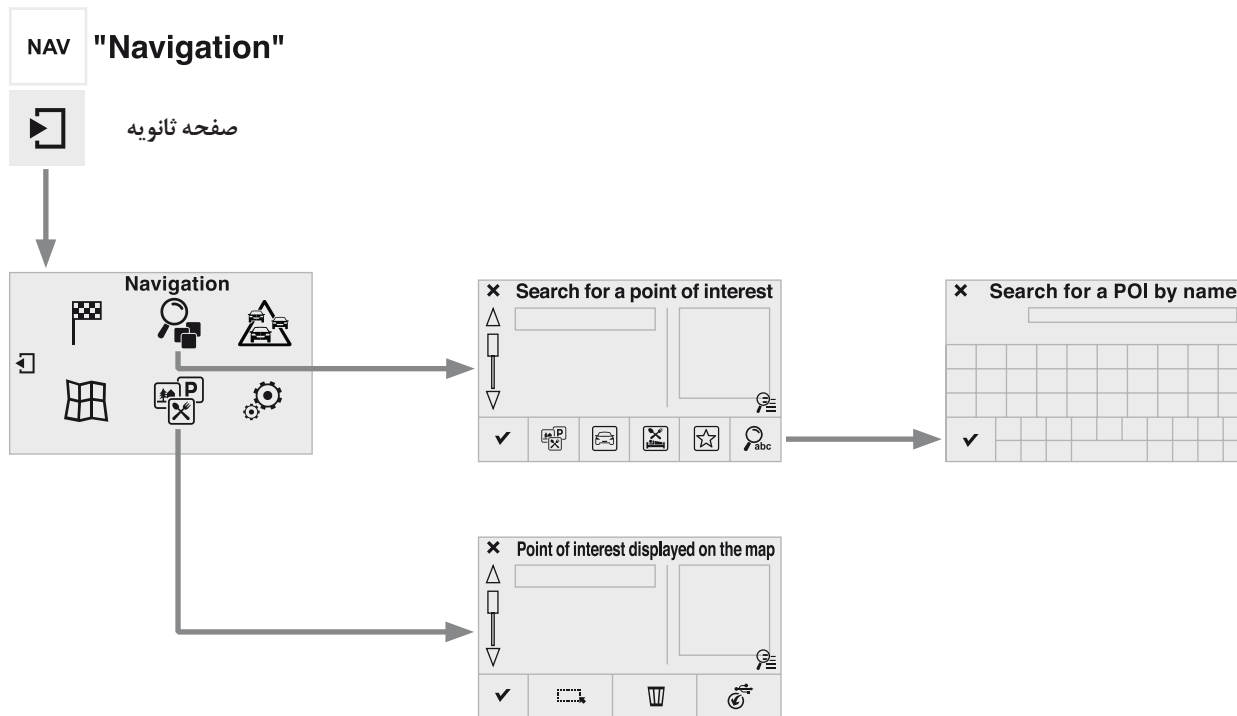 NAV "Navigation"
صفحه ثانویه
Navigation
Search for a point of interest
abc
Search for a POI by name
P
P
Point of interest displayed on the map